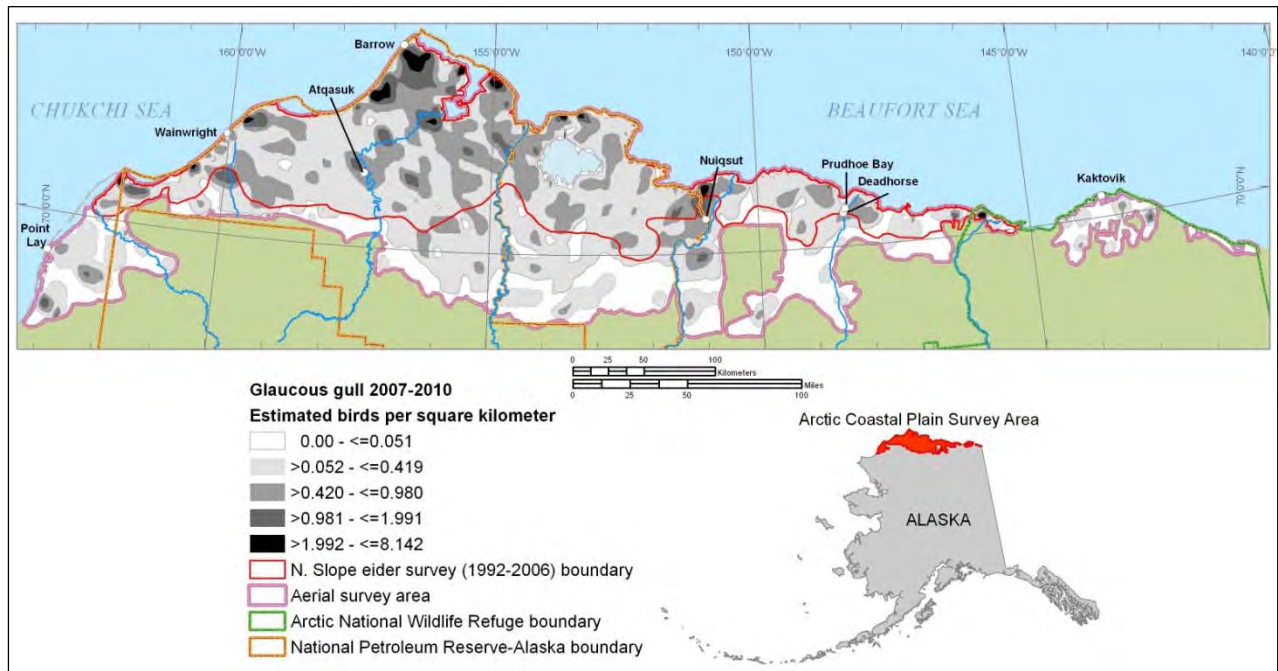 160°0'0"W
Barrow
155°0'0"W
150°0'0"W
145°0'0"W
140°0'0"W
Atqasuk
CHUKCHI SEA
BEAUFORT SEA
Wainwright
Nuiqsut
Prudhoe Bay
Deadhorse
Kaktovik
70°0'0"N
70°0'0"N
Point
Lay
0 25 50 100
Kilometers
Miles
0 25 50 100
Glaucous gull 2007-2010
Estimated birds per square kilometer
0.00 - <=0.051
>0.052 - <=0.419
>0.420 - <=0.980
>0.981 - <=1.991
>1.992 - <=8.142
N. Slope eider survey (1992-2006) boundary
Aerial survey area
Arctic National Wildlife Refuge boundary
National Petroleum Reserve-Alaska boundary
Arctic Coastal Plain Survey Area
ALASKA